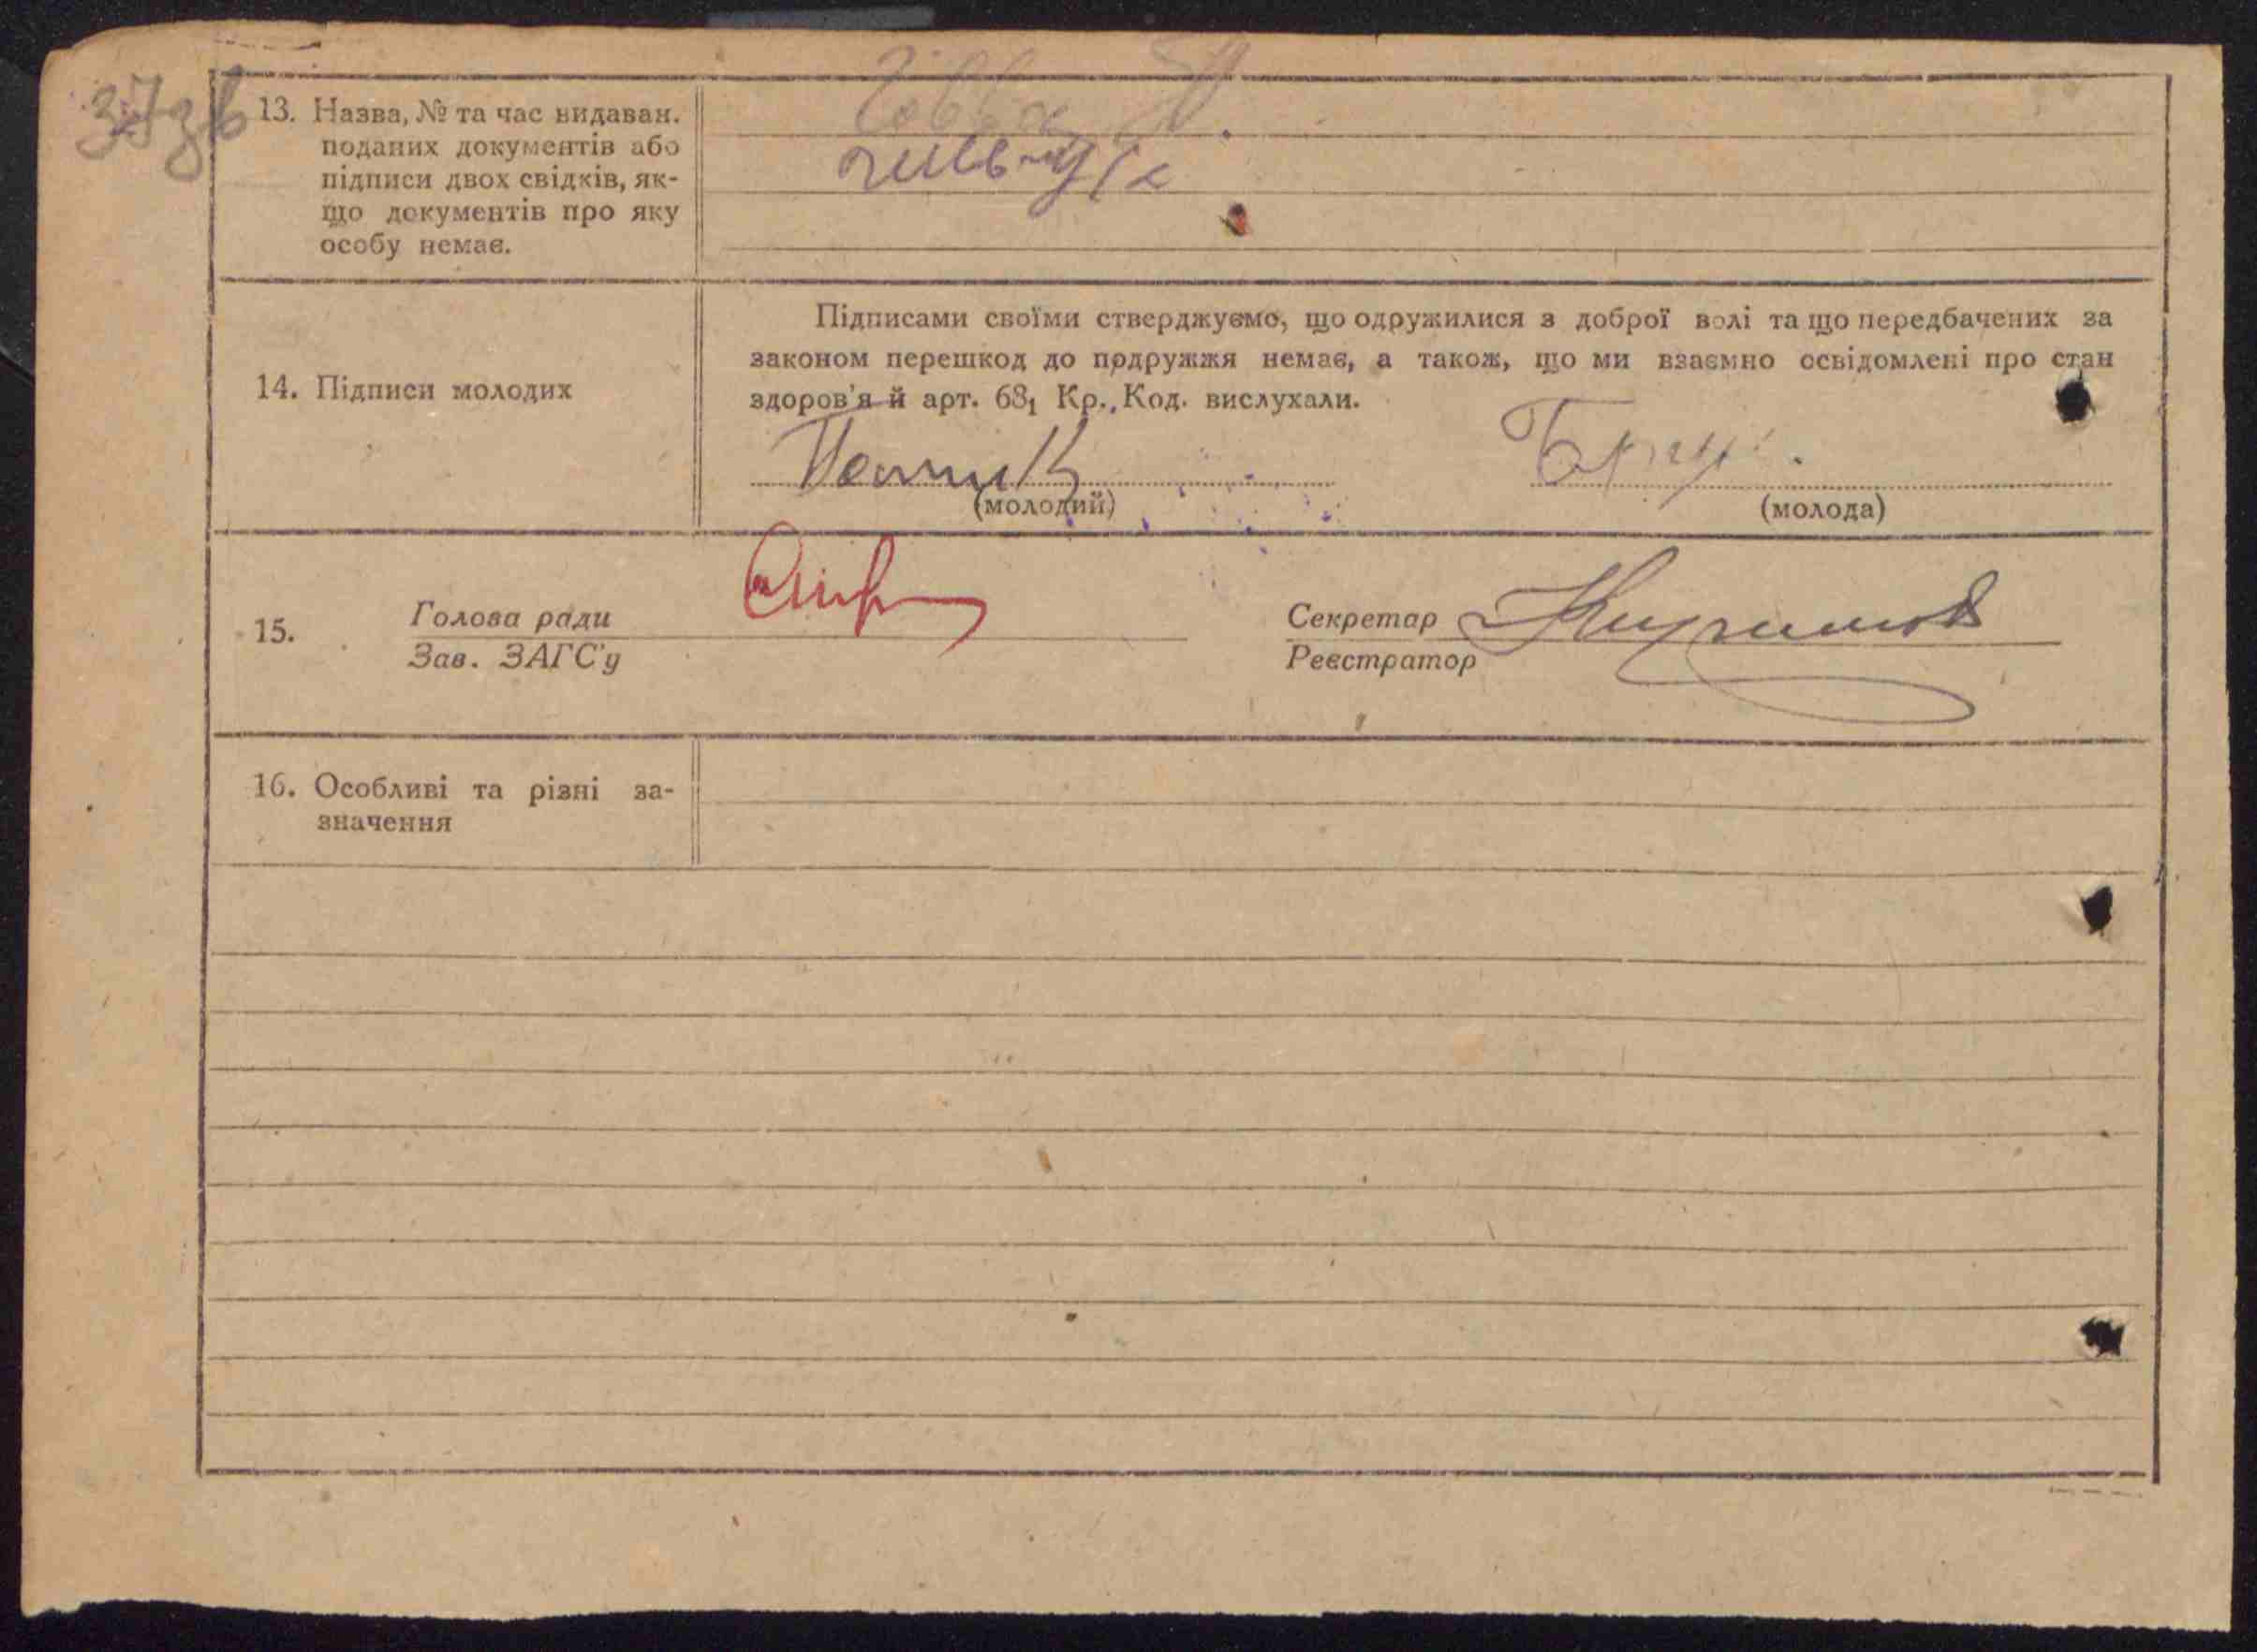 37зв
13. Назва, № та час видаван.
поданих документів або
підписи двох свідків, як-
що документів про яку
особу немає.
14. Підписи молодих
Підписами своїми стверджуємо, що одружилися з доброї волі та що передбачених за
законом перешкод до подружжя немає, а також, що ми взаємно освідомлені про стан
здоров'я й арт. 68₁ Кр. Код. вислухали.
(молодий)
(молода)
15. Голова ради
Зав. ЗАГС'у
Секретар
Реєстратор
16. Особливі та різні за-
значення